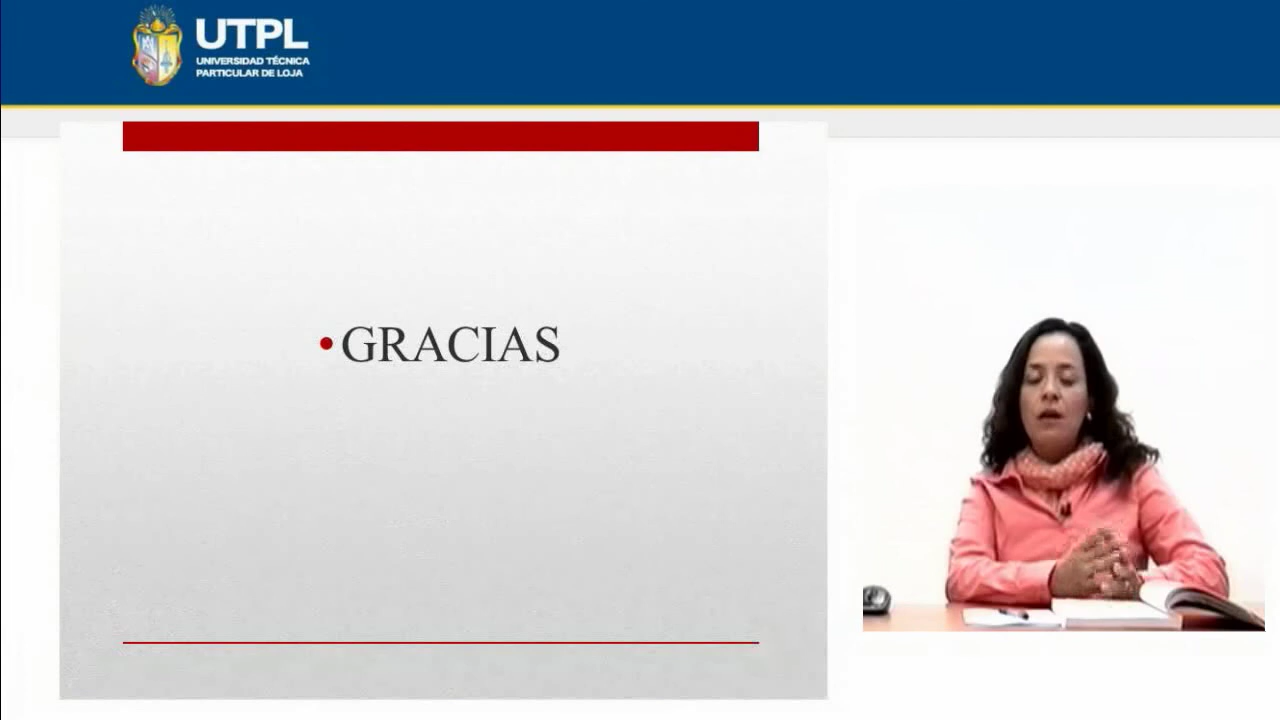 UTPL
UNIVERSIDAD TÉCNICA
PARTICULAR DE LOJA
• GRACIAS